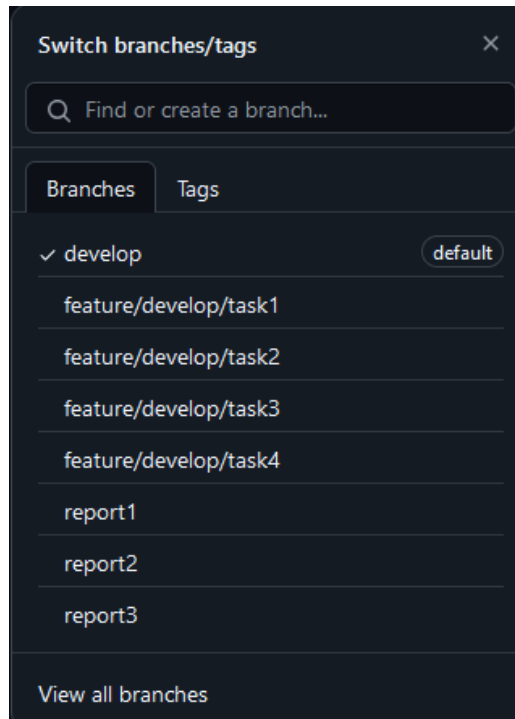 Switch branches/tags
Find or create a branch...
Branches Tags
develop default
feature/develop/task1
feature/develop/task2
feature/develop/task3
feature/develop/task4
report1
report2
report3
View all branches